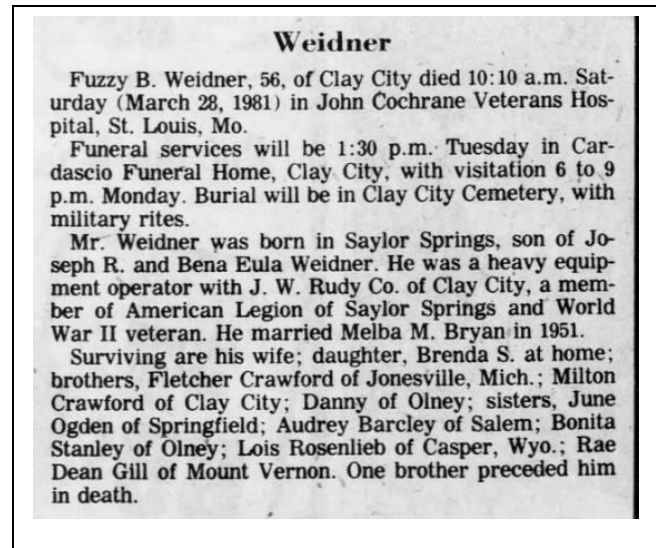 Weidner
Fuzzy B. Weidner, 56, of Clay City died 10:10 a.m. Sat-
urday (March 28, 1981) in John Cochrane Veterans Hos-
pital, St. Louis, Mo.
Funeral services will be 1:30 p.m. Tuesday in Car-
dascio Funeral Home, Clay City, with visitation 6 to 9
p.m. Monday. Burial will be in Clay City Cemetery, with
military rites.
Mr. Weidner was born in Saylor Springs, son of Jo-
seph R. and Bena Eula Weidner. He was a heavy equip-
ment operator with J. W. Rudy Co. of Clay City, a mem-
ber of American Legion of Saylor Springs and World
War II veteran. He married Melba M. Bryan in 1951.
Surviving are his wife; daughter, Brenda S. at home;
brothers, Fletcher Crawford of Jonesville, Mich.; Milton
Crawford of Clay City; Danny of Olney; sisters, June
Ogden of Springfield; Audrey Barcley of Salem; Bonita
Stanley of Olney; Lois Rosenlieb of Casper, Wyo.; Rae
Dean Gill of Mount Vernon. One brother preceded him
in death.